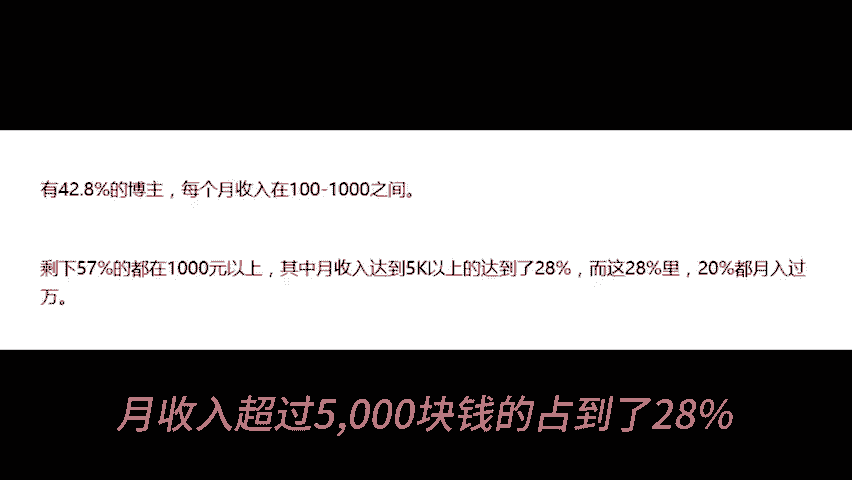 有42.8%的博主，每个月收入在100-1000之间。
剩下57%的都在1000元以上，其中月收入达到5K以上的达到了28%，而这28%里，20%都月入过
万。
月收入超过5,000块钱的占到了28%